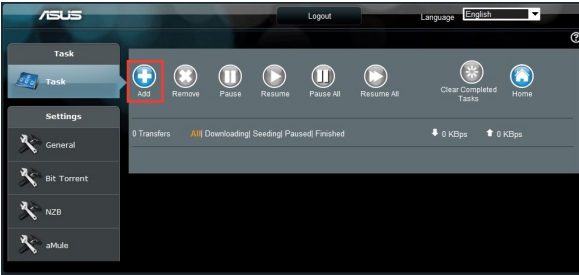 ASUS
Logout
Language English
?
Task
Task
Settings
General
Bit Torrent
NZB
aMule
Add Remove Pause Resume Pause All Resume All Clear Completed Tasks Home
0 Transfers All| Downloading| Seeding| Paused| Finished 0 KBps 0 KBps